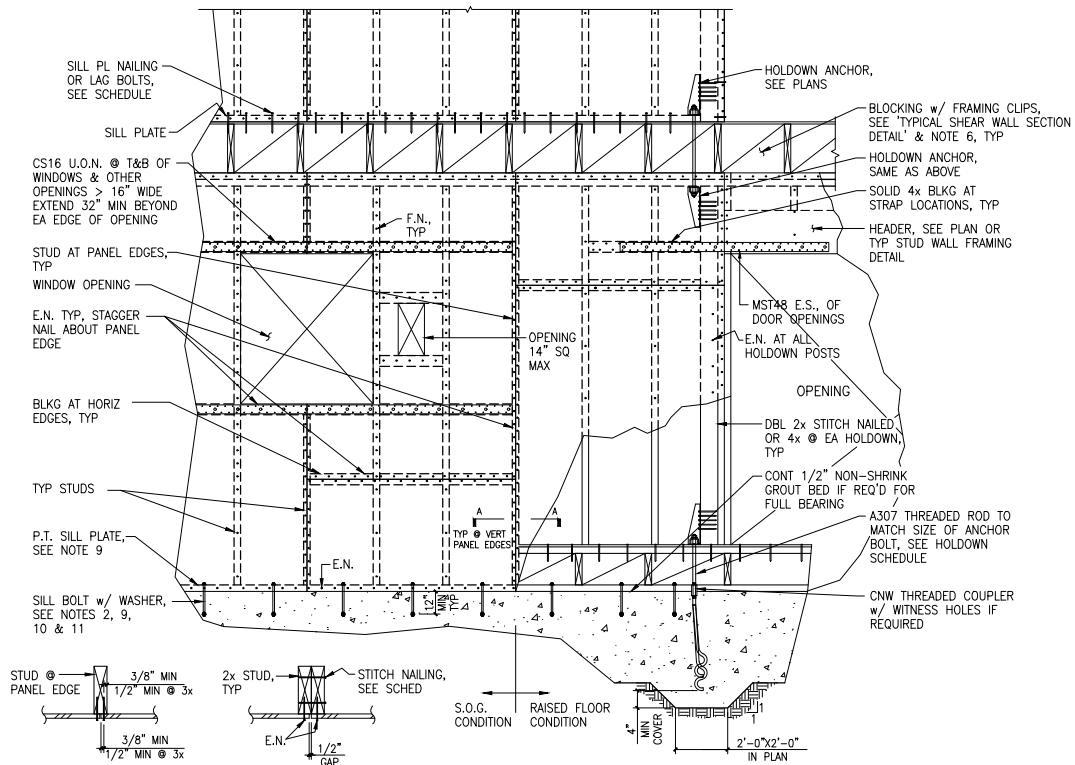 SILL PL NAILING
OR LAG BOLTS,
SEE SCHEDULE
SILL PLATE
CS16 U.O.N. @ T&B OF
WINDOWS & OTHER
OPENINGS > 16" WIDE
EXTEND 32" MIN BEYOND
EA EDGE OF OPENING
STUD AT PANEL EDGES,
TYP
WINDOW OPENING
E.N. TYP, STAGGER
NAIL ABOUT PANEL
EDGE
BLKG AT HORIZ
EDGES, TYP
TYP STUDS
P.T. SILL PLATE,
SEE NOTE 9
SILL BOLT w/ WASHER,
SEE NOTES 2, 9,
10 & 11
F.N.,
TYP
OPENING
14" SQ
MAX
A A
TYP @ VERT
PANEL EDGES
E.N.
12"
MIN
TYP
HOLDOWN ANCHOR,
SEE PLANS
BLOCKING w/ FRAMING CLIPS,
SEE 'TYPICAL SHEAR WALL SECTION
DETAIL' & NOTE 6, TYP
HOLDOWN ANCHOR,
SAME AS ABOVE
SOLID 4x BLKG AT
STRAP LOCATIONS, TYP
HEADER, SEE PLAN OR
TYP STUD WALL FRAMING
DETAIL
MST48 E.S., OF
DOOR OPENINGS
E.N. AT ALL
HOLDOWN POSTS
OPENING
DBL 2x STITCH NAILED
OR 4x @ EA HOLDOWN,
TYP
CONT 1/2" NON-SHRINK
GROUT BED IF REQ'D FOR
FULL BEARING
A307 THREADED ROD TO
MATCH SIZE OF ANCHOR
BOLT, SEE HOLDOWN
SCHEDULE
CNW THREADED COUPLER
w/ WITNESS HOLES IF
REQUIRED
STUD @
PANEL EDGE
3/8" MIN
1/2" MIN @ 3x
3/8" MIN
1/2" MIN @ 3x
2x STUD,
TYP
STITCH NAILING,
SEE SCHED
E.N.
1/2"
GAP
S.O.G.
CONDITION
RAISED FLOOR
CONDITION
4"
MIN
COVER
1
1
2'-0"X2'-0"
IN PLAN